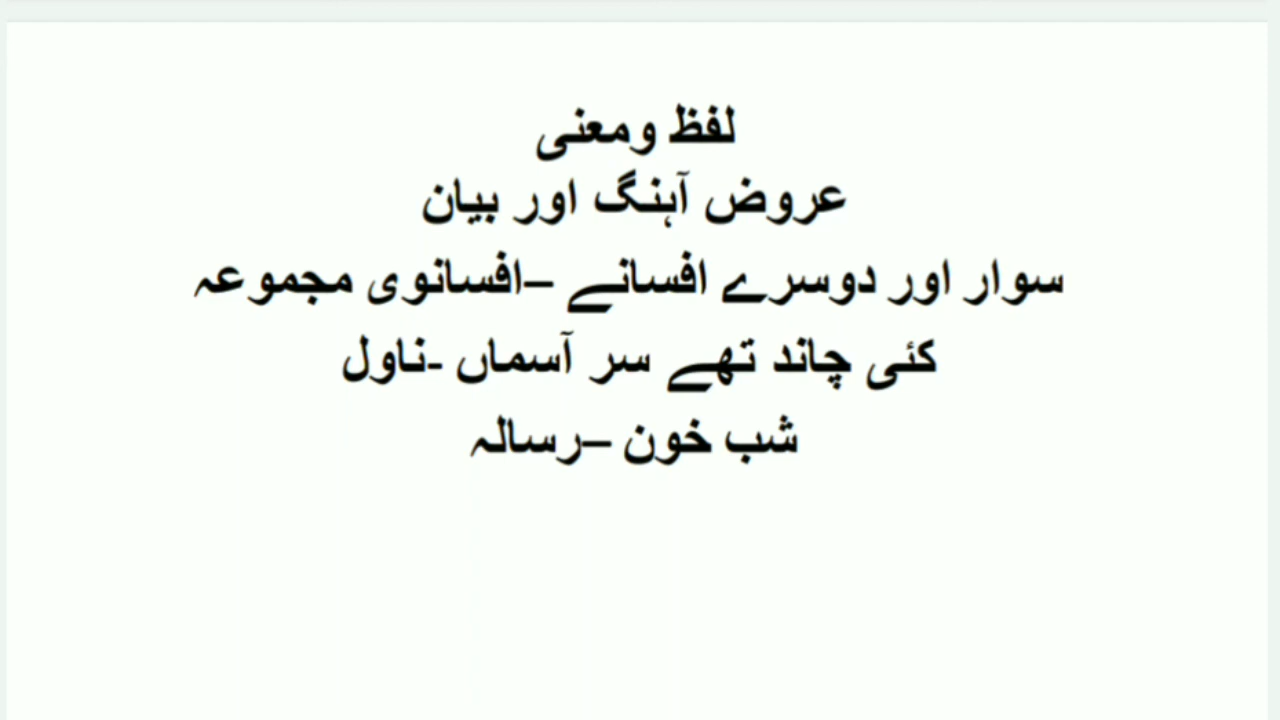 لفظ ومعنی
عروض آہنگ اور بیان
سوار اور دوسرے افسانے –افسانوی مجموعہ
کئی چاند تھے سر آسماں -ناول
شب خون –رسالہ